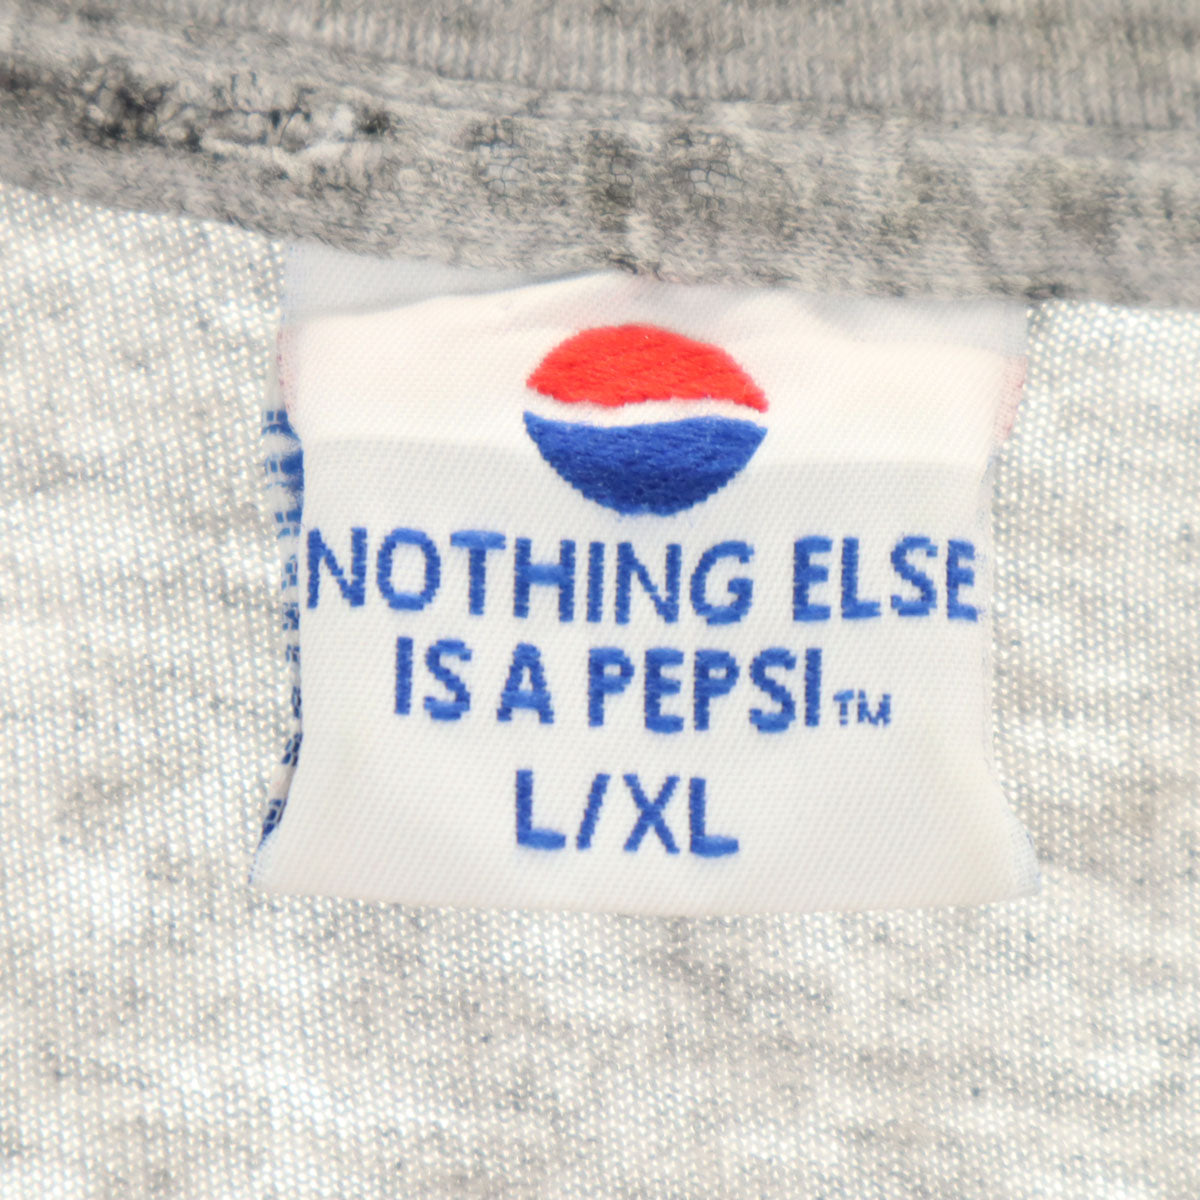 NOTHING ELSE
IS A PEPSI™
L/XL